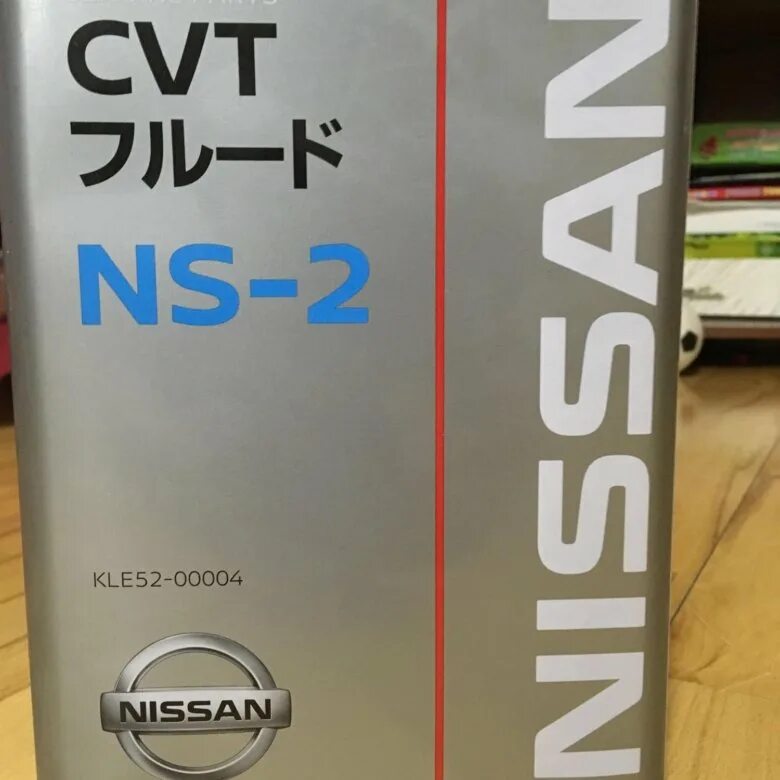 CVT
フルード
NS-2
KLE52-00004
NISSAN
NISSAN